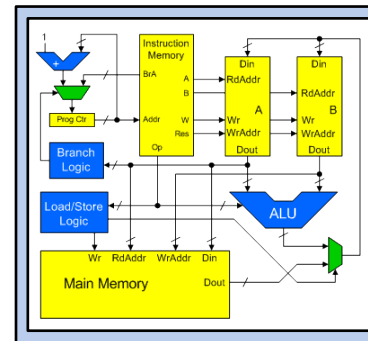 1
+
Prog Ctr
Instruction
Memory
BrA
Addr
Op
A
B
W
Res
Din
RdAddr
A
Wr
WrAddr
Dout
Din
RdAddr
B
Wr
WrAddr
Dout
Branch
Logic
Load/Store
Logic
ALU
Wr
RdAddr
WrAddr
Din
Main Memory
Dout